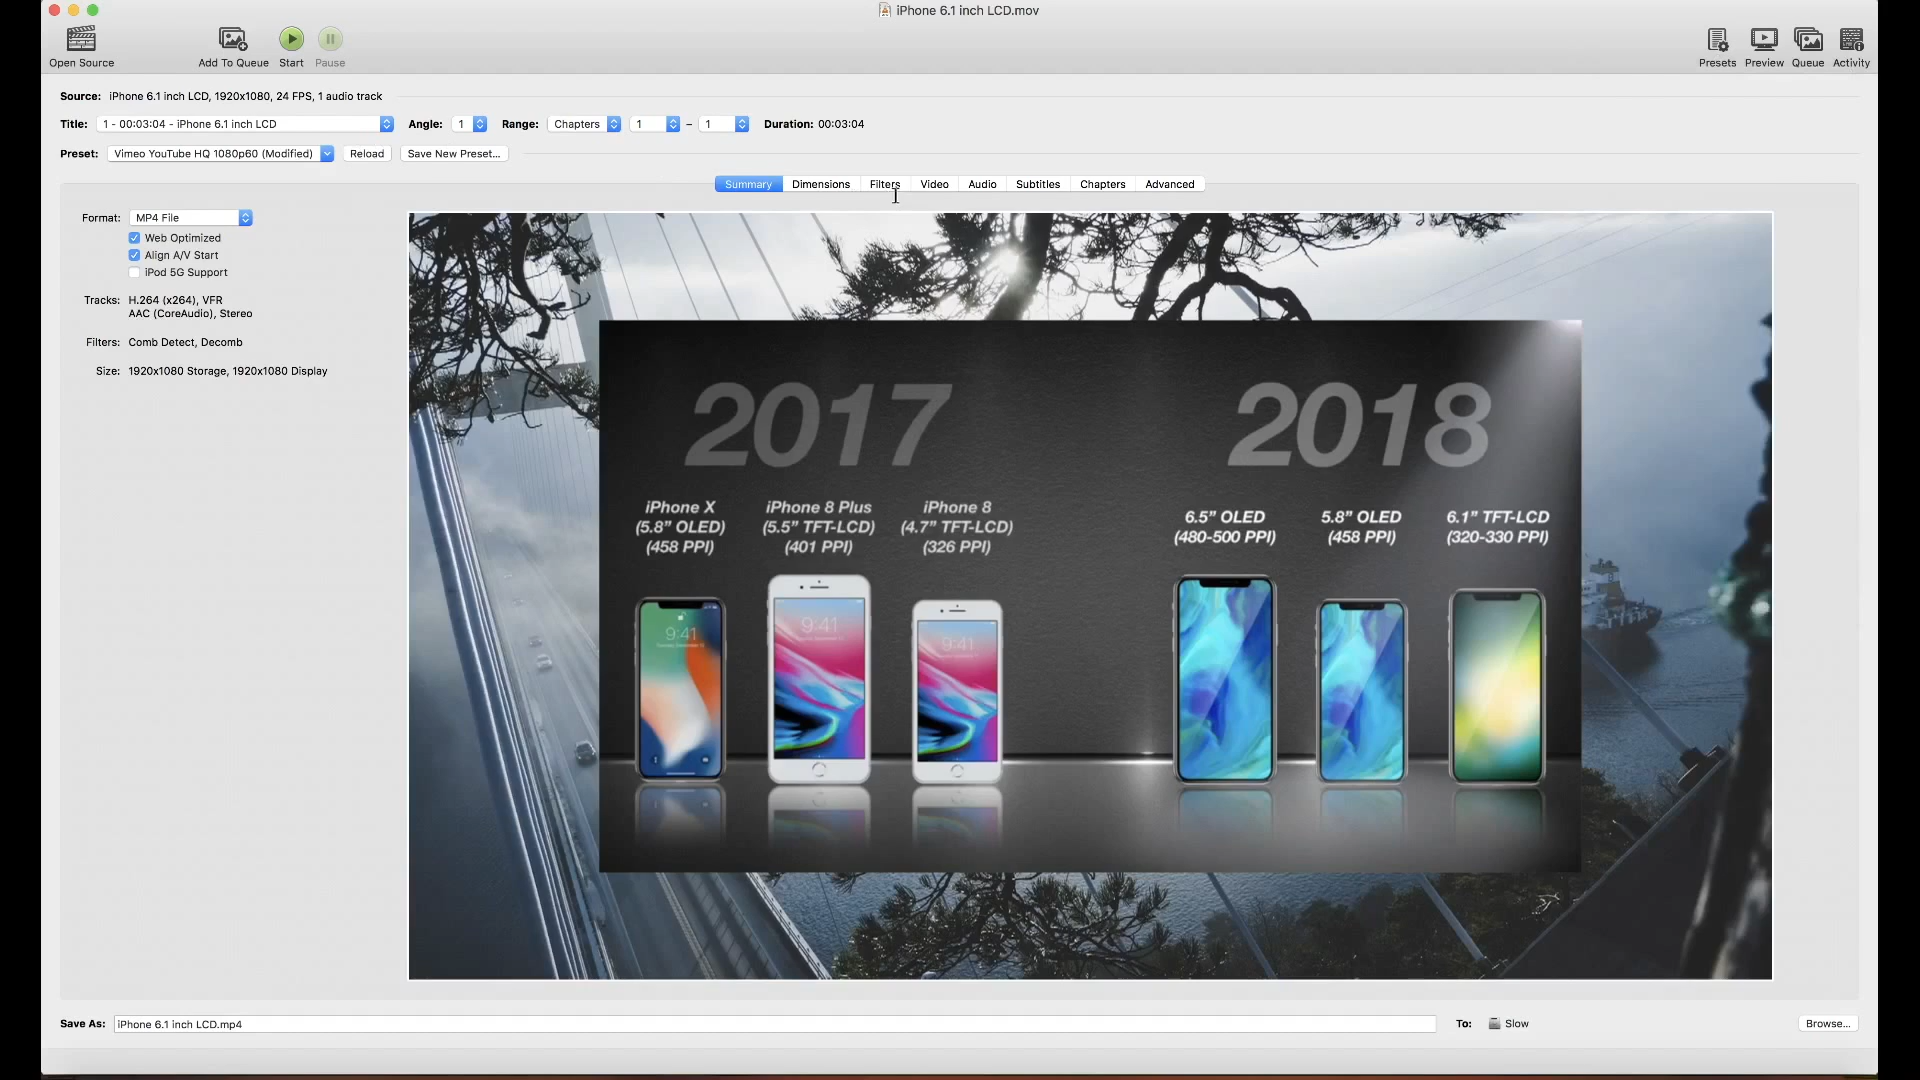 iPhone 6.1 inch LCD.mov
Open Source
Add To Queue
Start
Pause
Presets
Preview
Queue
Activity
Source: iPhone 6.1 inch LCD, 1920x1080, 24 FPS, 1 audio track
Title: 1 - 00:03:04 - iPhone 6.1 inch LCD
Angle: 1
Range: Chapters 1 – 1
Duration: 00:03:04
Preset: Vimeo YouTube HQ 1080p60 (Modified)
Reload
Save New Preset...
Summary
Dimensions
Filters
Video
Audio
Subtitles
Chapters
Advanced
Format: MP4 File
Web Optimized
Align A/V Start
iPod 5G Support
Tracks: H.264 (x264), VFR
AAC (CoreAudio), Stereo
Filters: Comb Detect, Decomb
Size: 1920x1080 Storage, 1920x1080 Display
2017
iPhone X
(5.8” OLED)
(458 PPI)
iPhone 8 Plus
(5.5” TFT-LCD)
(401 PPI)
iPhone 8
(4.7” TFT-LCD)
(326 PPI)
9:41
9:41
9:41
2018
6.5” OLED
(480-500 PPI)
5.8” OLED
(458 PPI)
6.1” TFT-LCD
(320-330 PPI)
Save As: iPhone 6.1 inch LCD.mp4
To: Slow
Browse...